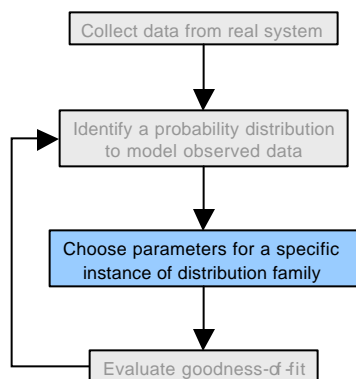 Collect data from real system
Identify a probability distribution
to model observed data
Choose parameters for a specific
instance of distribution family
Evaluate goodness-of-fit